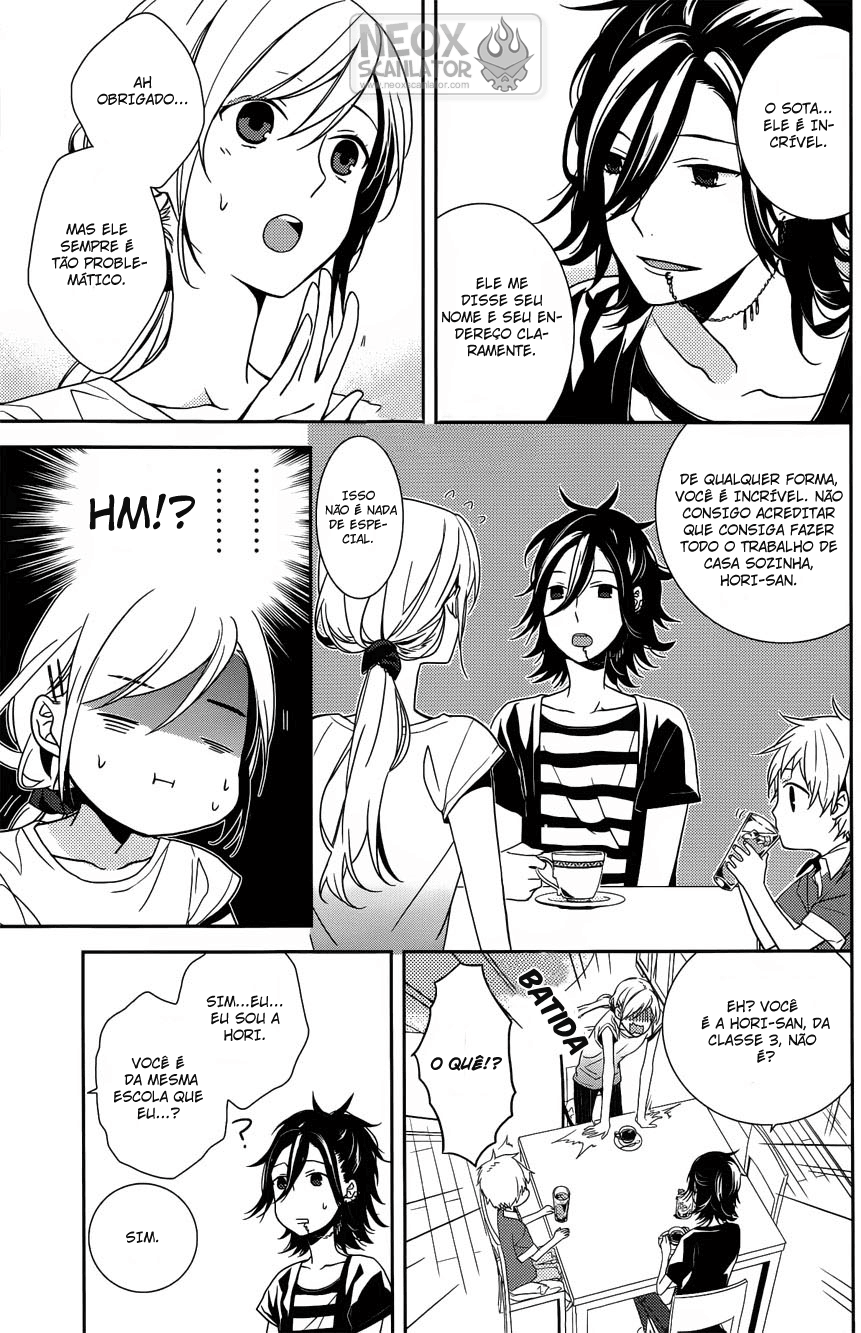 NEOX
SCANLATOR
www.neoxscanlator.com
O SOTA...
ELE É IN-
CRÍVEL.
ELE ME
DISSE SEU
NOME E SEU EN-
DEREÇO CLA-
RAMENTE.
AH
OBRIGADO...
MAS ELE
SEMPRE É
TÃO PROBLE-
MÁTICO.
DE QUALQUER FORMA,
VOCÊ É INCRÍVEL. NÃO
CONSIGO ACREDITAR
QUE CONSIGA FAZER
TODO O TRABALHO DE
CASA SOZINHA,
HORI-SAN.
ISSO
NÃO É NADA
DE ESPE-
CIAL.
HM!?
EH? VOCÊ
É A HORI-SAN, DA
CLASSE 3, NÃO
É?
BATIDA
O QUÊ!?
SIM...EU...
EU SOU A
HORI.
VOCÊ É
DA MESMA
ESCOLA QUE
EU...?
?
SIM.